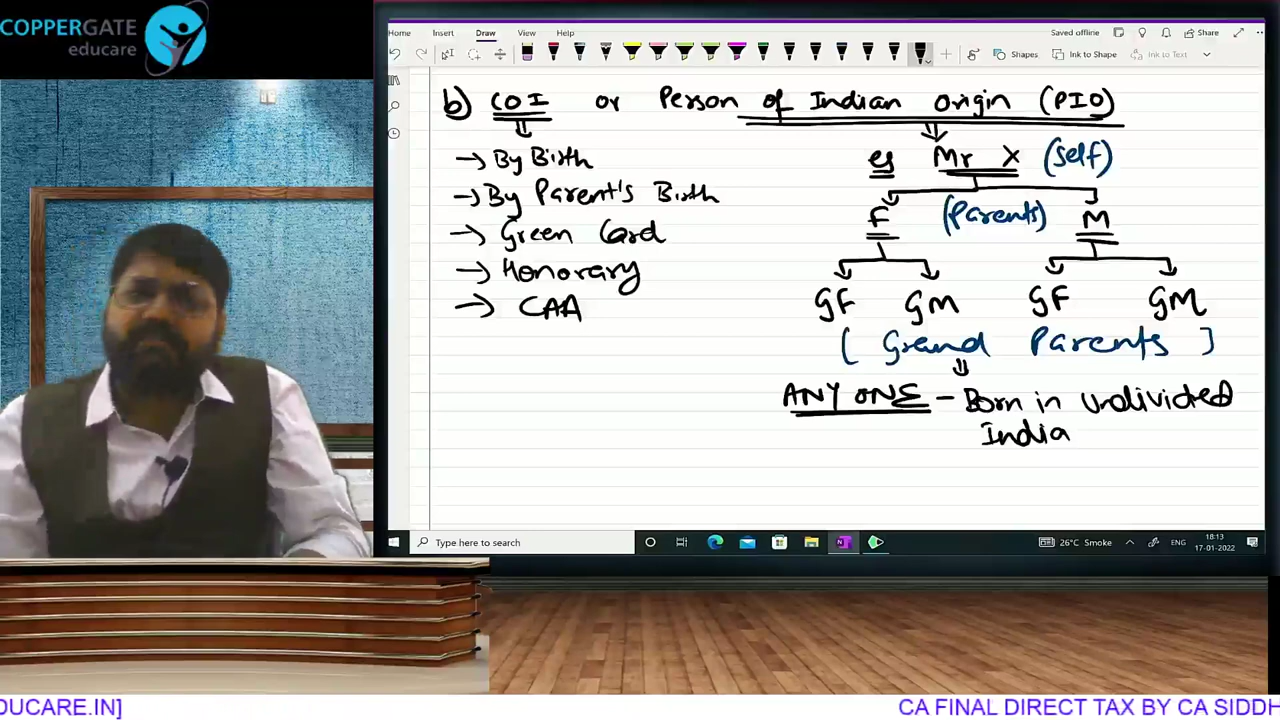 COPPERGATE
educare
Home Insert Draw View Help
Saved offline
Share
Shapes
Ink to Shape
Ink to Text
b) COI or Person of Indian origin (PIO)
→ By Birth
→ By Parent's Birth
→ Green Card
→ Honorary
→ CAA
eg Mr X (Self)
F (Parents) M
GF GM GF GM
[ Grand Parents ]
ANY ONE - Born in undivided
India
Type here to search
26°C Smoke
ENG
18:13
17-01-2022
DUCARE.IN]
CA FINAL DIRECT TAX BY CA SIDDH